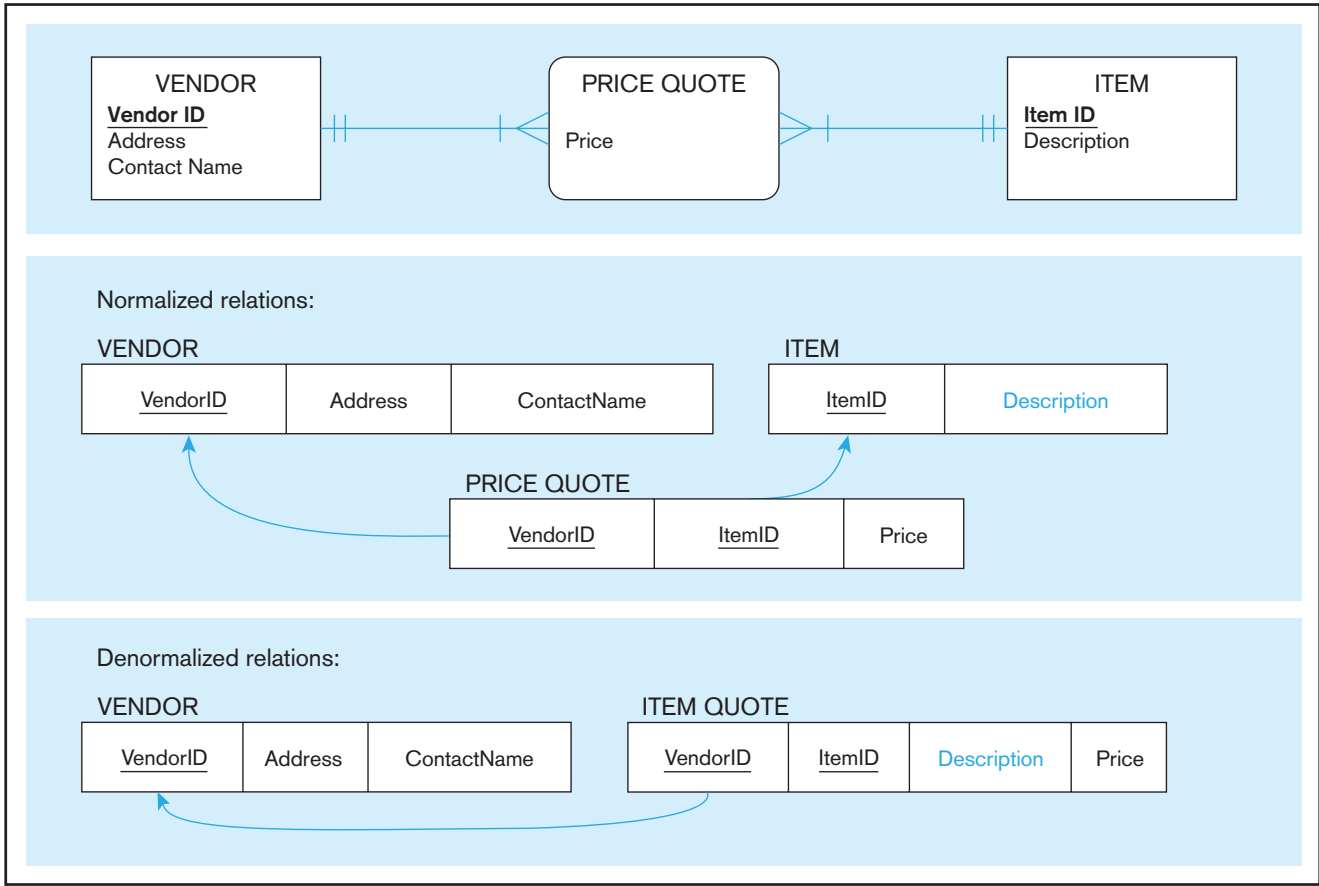 VENDOR
Vendor ID
Address
Contact Name
PRICE QUOTE
Price
ITEM
Item ID
Description
Normalized relations:
VENDOR
VendorID Address ContactName
ITEM
ItemID Description
PRICE QUOTE
VendorID ItemID Price
Denormalized relations:
VENDOR
VendorID Address ContactName
ITEM QUOTE
VendorID ItemID Description Price